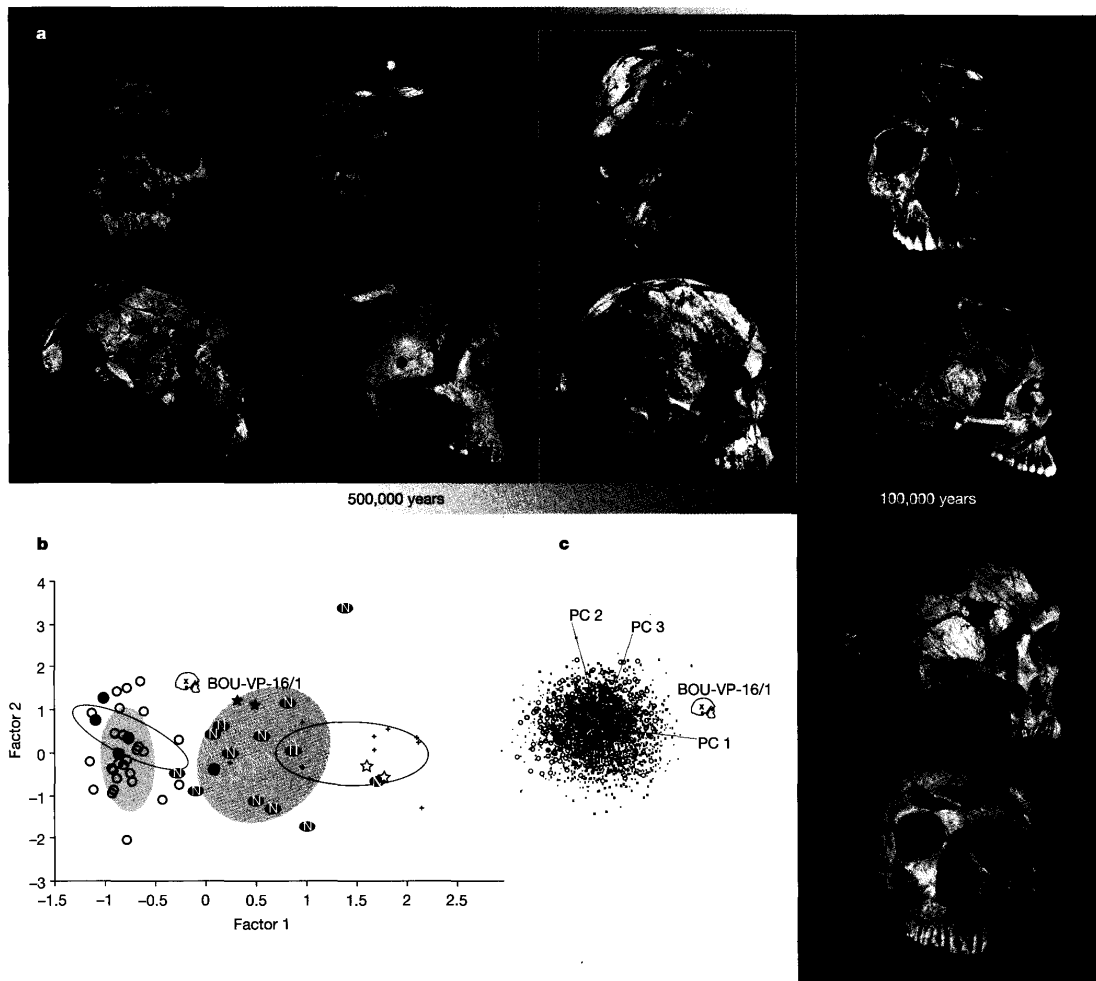 a
500,000 years
100,000 years
b
4
3
2
1
0
−1
−2
−3
Factor 2
N
BOU-VP-16/1
N
N
N
N
N
N
N
N
N
N
N
N
N
−1.5
−1
−0.5
0
0.5
1
1.5
2
2.5
Factor 1
c
PC 2
PC 3
BOU-VP-16/1
PC 1